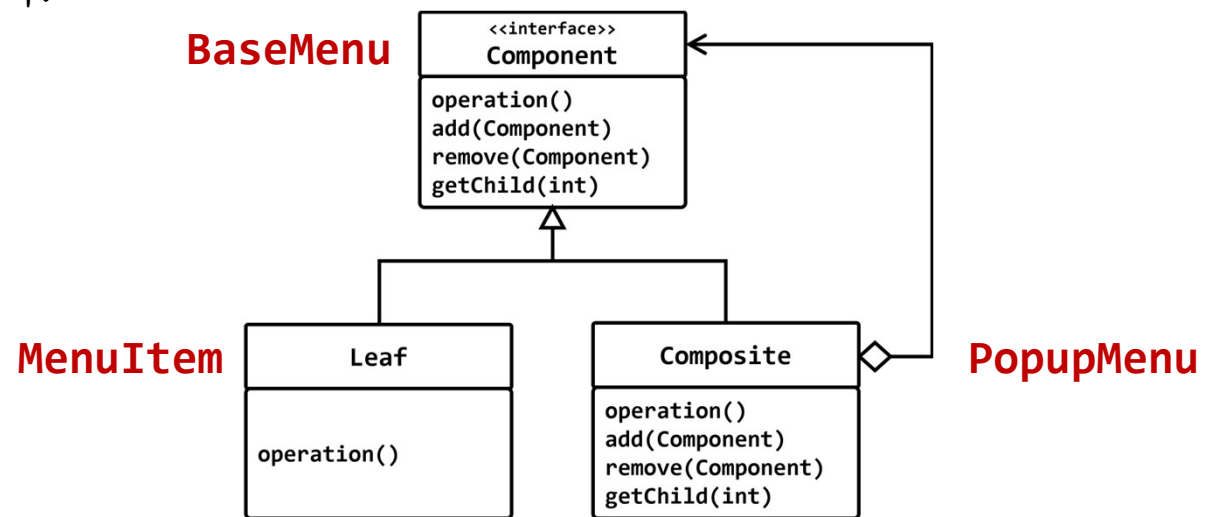 BaseMenu
<<interface>>
Component
operation()
add(Component)
remove(Component)
getChild(int)
MenuItem
Leaf
operation()
Composite
operation()
add(Component)
remove(Component)
getChild(int)
PopupMenu